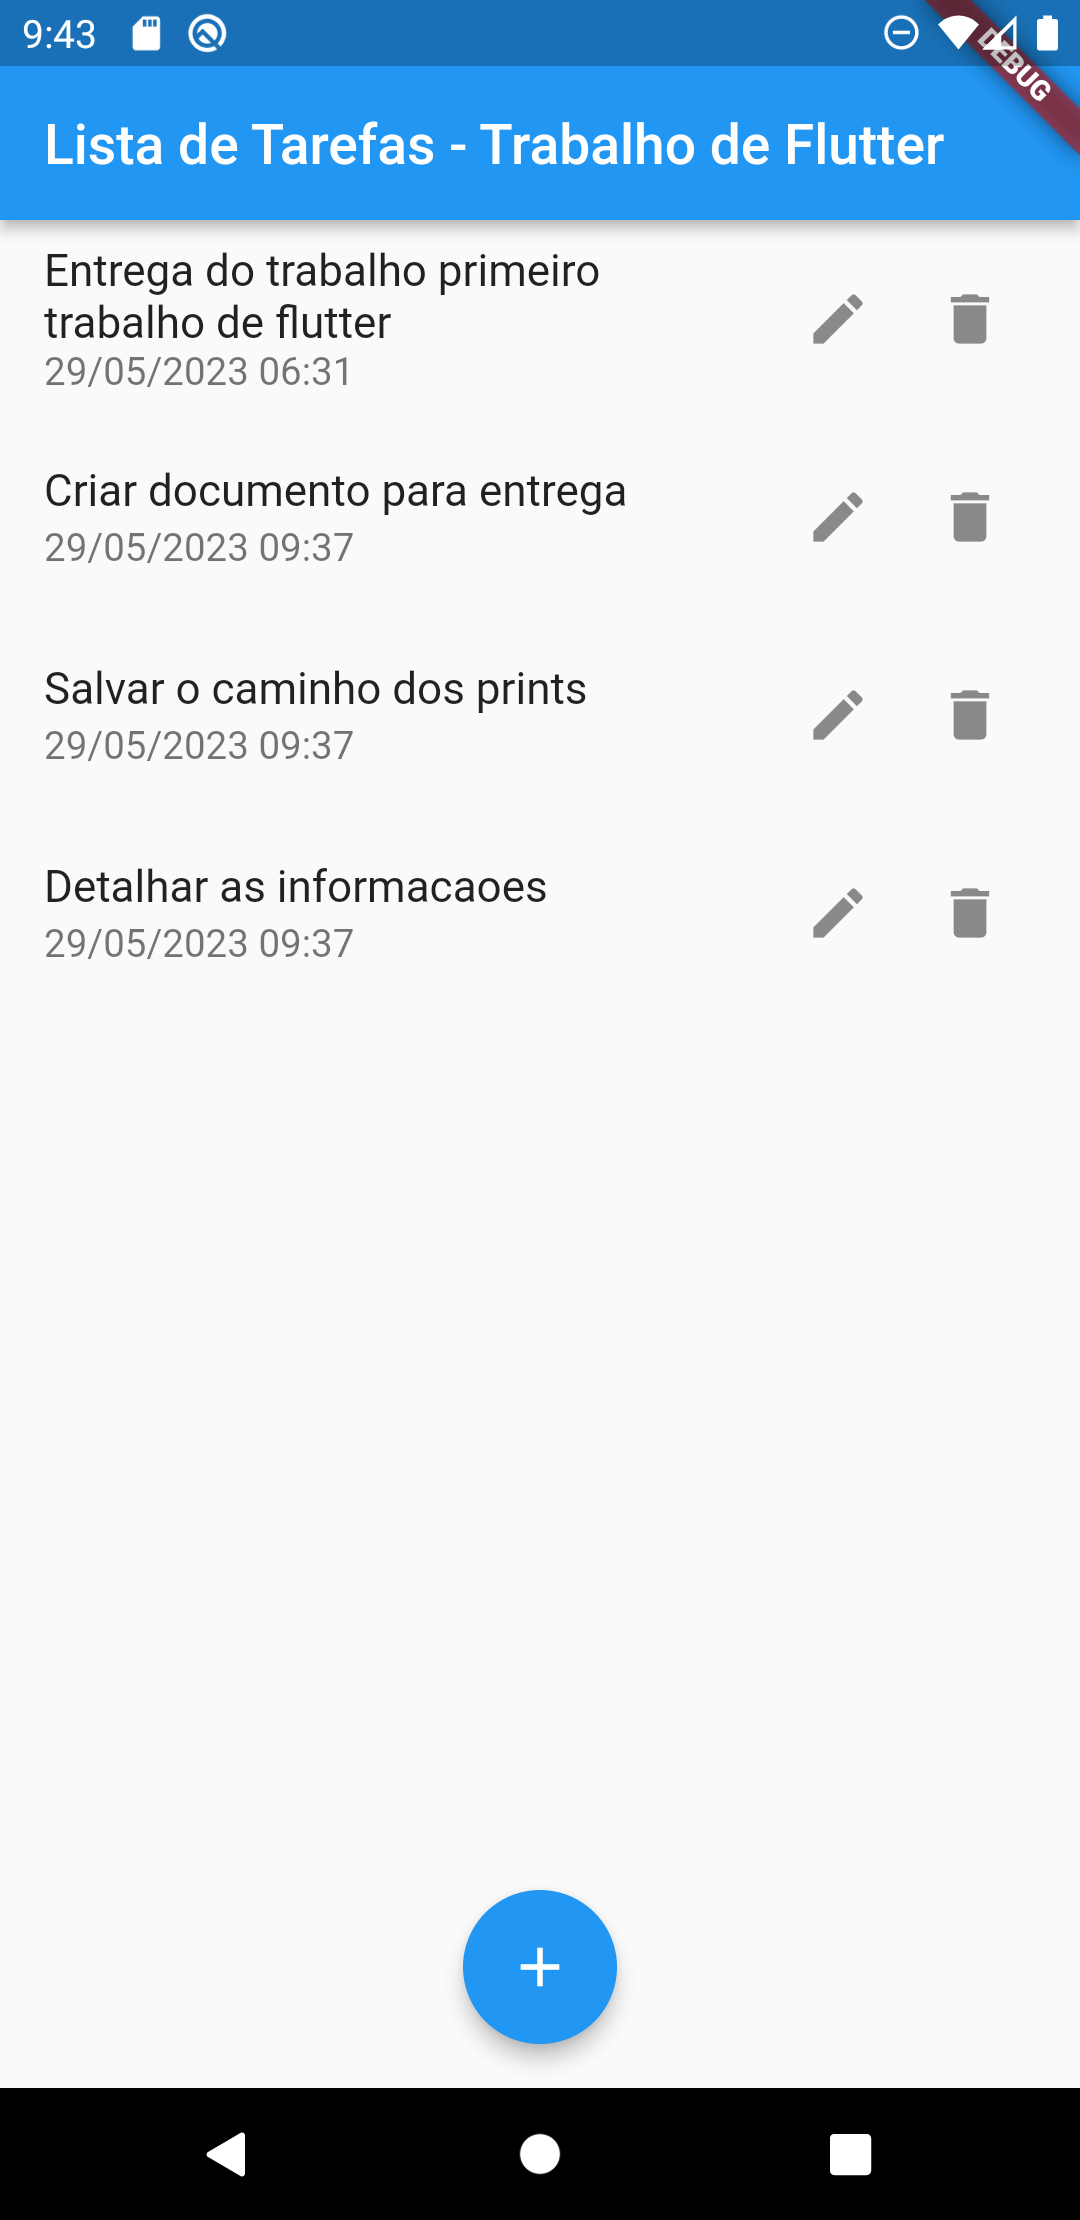 9:43
DEBUG
Lista de Tarefas - Trabalho de Flutter
Entrega do trabalho primeiro
trabalho de flutter
29/05/2023 06:31
Criar documento para entrega
29/05/2023 09:37
Salvar o caminho dos prints
29/05/2023 09:37
Detalhar as informacaoes
29/05/2023 09:37